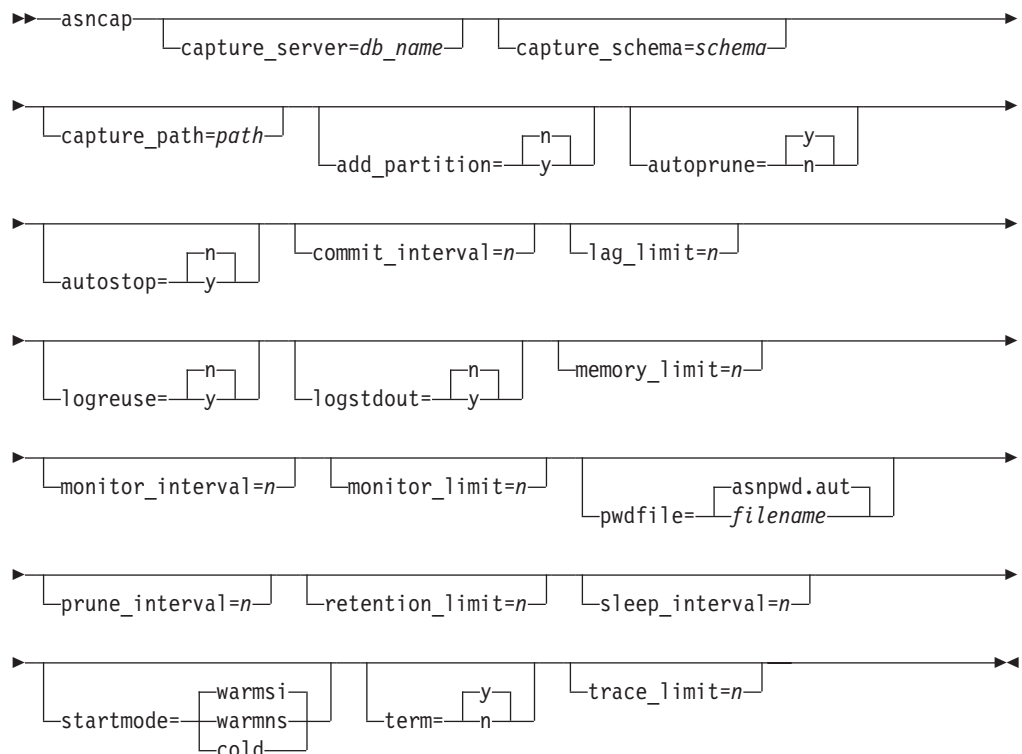 asncap
capture_server=db_name capture_schema=schema
capture_path=path n y
add_partition= y autoprune= n
n commit_interval=n lag_limit=n
autostop= y
n n memory_limit=n
logreuse= y logstdout= y
monitor_interval=n monitor_limit=n asnpwd.aut
pwdfile= filename
prune_interval=n retention_limit=n sleep_interval=n
warmsi y trace_limit=n
startmode= warmns term= n
cold